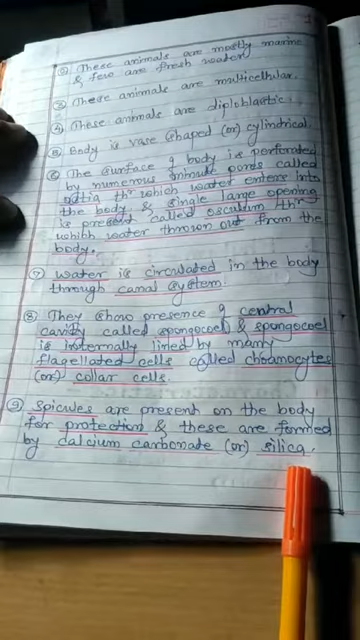 ② These animals are mostly marine
& few are fresh water
③ These animals are multicellular.
④ These animals are diploblastic
⑤ Body is vase shaped (or) cylindrical
⑥ The surface of body is perforated
by numerous minute pores called
ostia thr which water enters into
the body & single large opening
is present called osculum thr
which water thrown out from the
body.
⑦ Water is circulated in the body
through canal system.
⑧ They show presence of central
cavity called spongocoel & spongocoel
is internally lined by many
flagellated cells called choanocytes
(or) collar cells.
⑨ Spicules are present on the body
for protection & these are formed
by calcium carbonate (or) silica.